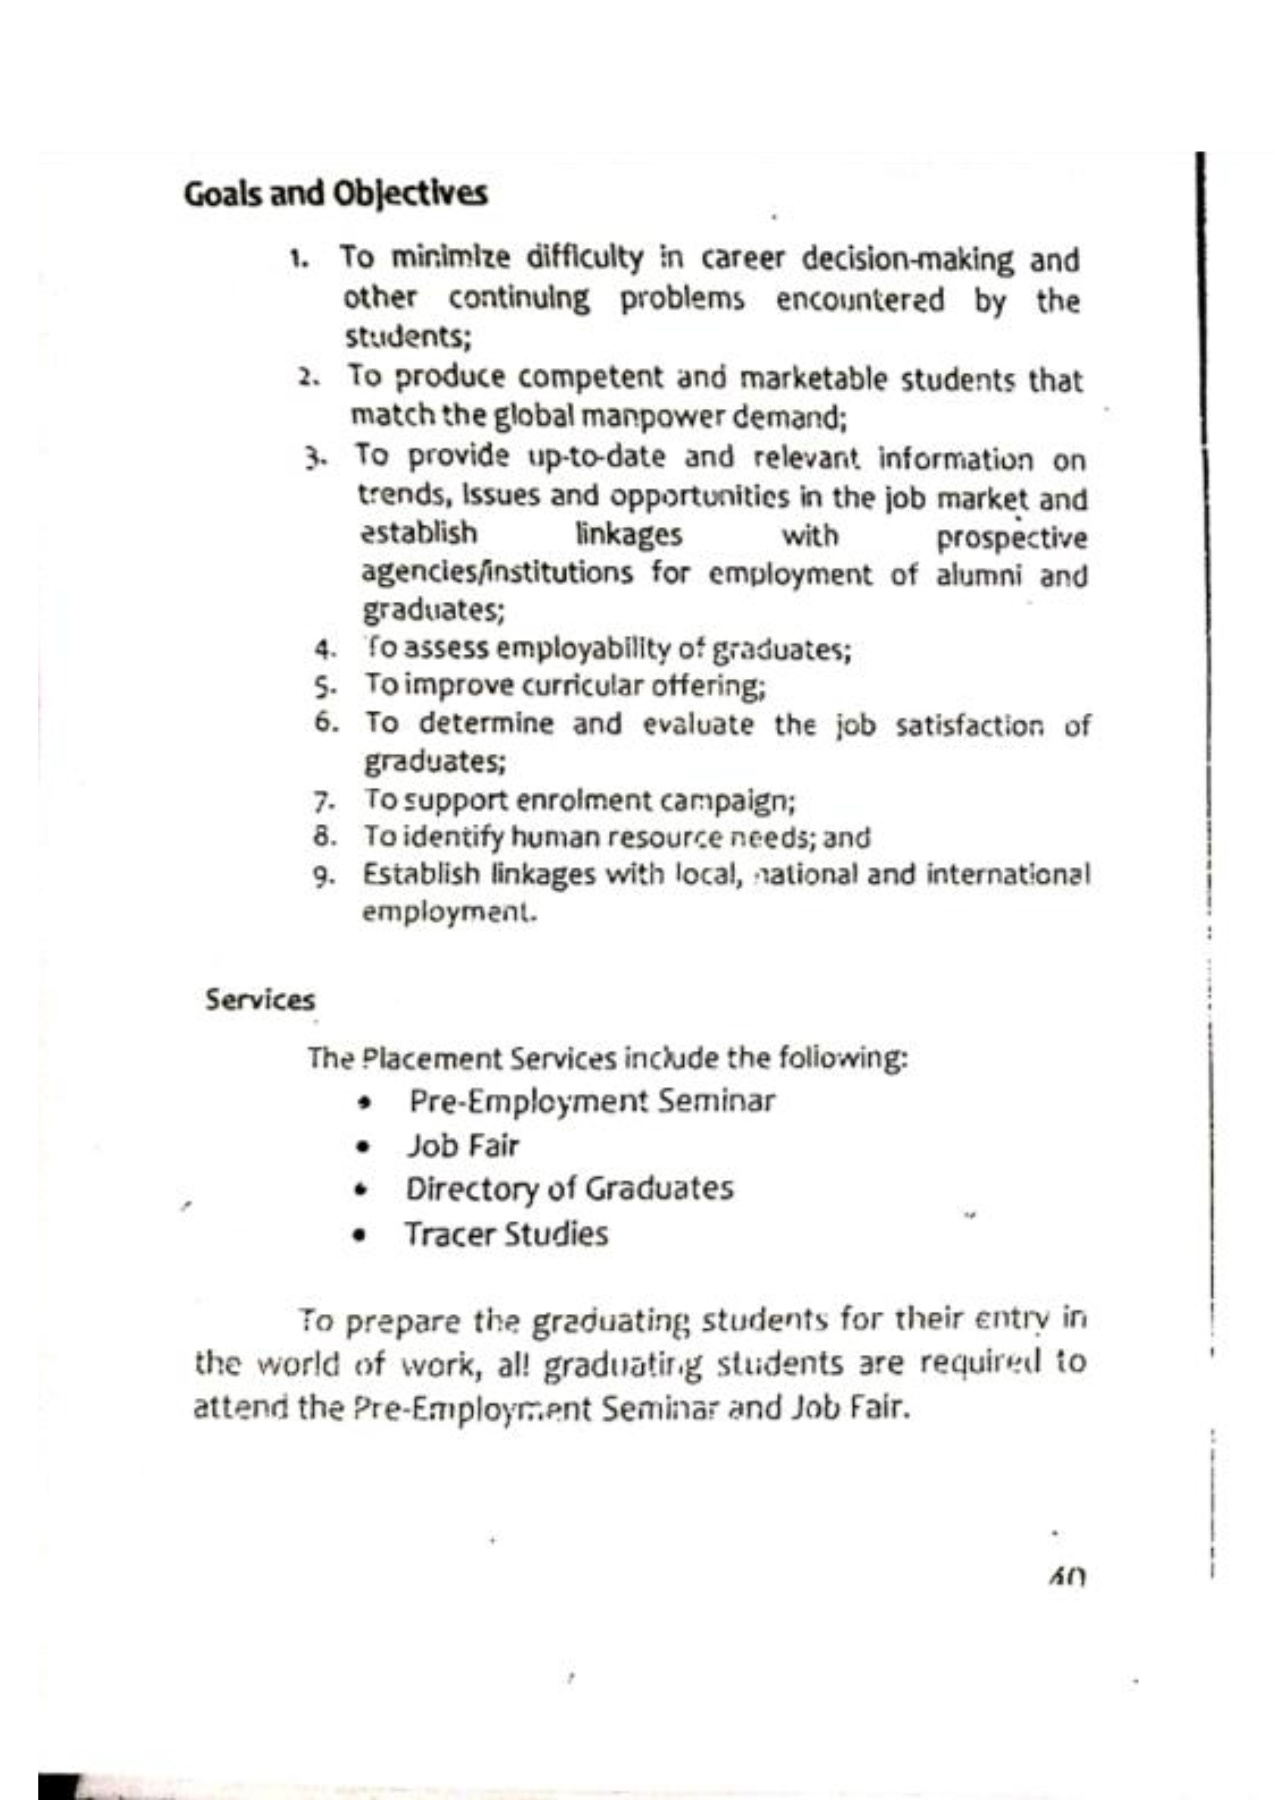 Goals and Objectives
1. To minimize difficulty in career decision-making and
other continuing problems encountered by the
students;
2. To produce competent and marketable students that
match the global manpower demand;
3. To provide up-to-date and relevant information on
trends, issues and opportunities in the job market and
establish linkages with prospective
agencies/institutions for employment of alumni and
graduates;
4. To assess employability of graduates;
5. To improve curricular offering;
6. To determine and evaluate the job satisfaction of
graduates;
7. To support enrolment campaign;
8. To identify human resource needs; and
9. Establish linkages with local, national and international
employment.
Services
The Placement Services include the following:
• Pre-Employment Seminar
• Job Fair
• Directory of Graduates
• Tracer Studies
To prepare the graduating students for their entry in
the world of work, all graduating students are required to
attend the Pre-Employment Seminar and Job Fair.